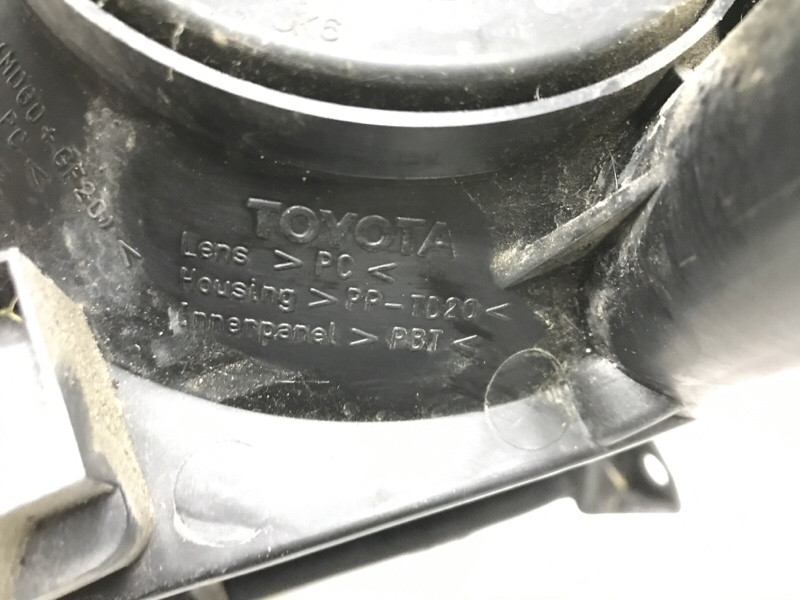 TOYOTA
Lens >PC<
Housing >PP-TD20<
Innerpanel >PBT<